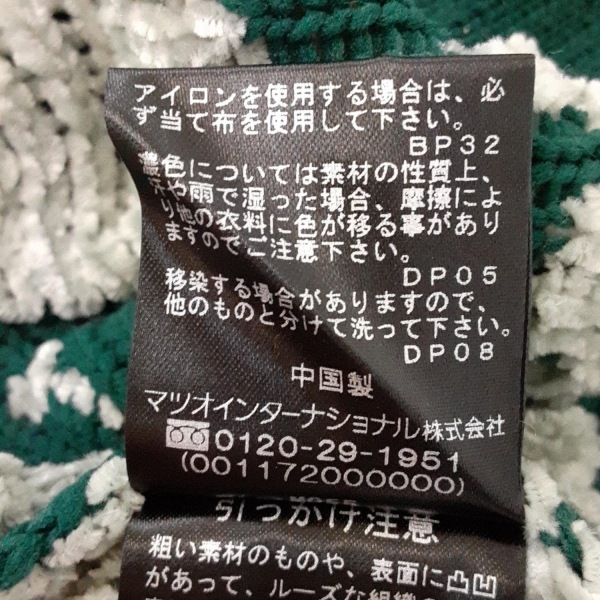 アイロンを使用する場合は、必
ず当て布を使用して下さい。
BP32
濃色については素材の性質上、
汗や雨で湿った場合、摩擦によ
り他の衣料に色が移る事があり
ますのでご注意下さい。
DP05
移染する場合がありますので、
他のものと分けて洗って下さい。
DP08
中国製
マツオインターナショナル株式会社
0120-29-1951
(001172000000)
引っかけ注意
粗い素材のものや、表面に凸凹
があって、ルーズな組織の